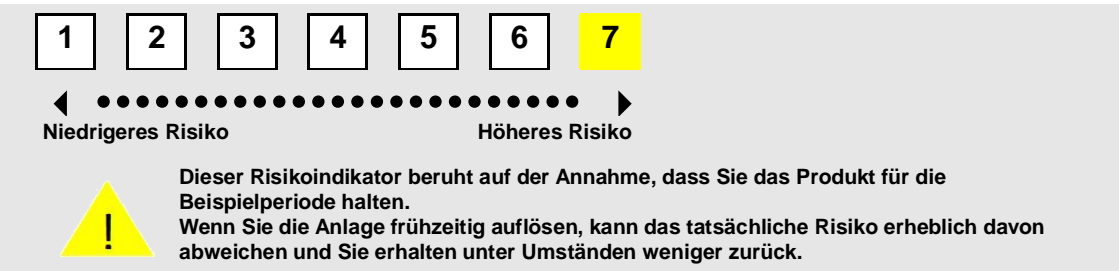 1 2 3 4 5 6 7
Niedrigeres Risiko Höheres Risiko
Dieser Risikoindikator beruht auf der Annahme, dass Sie das Produkt für die
Beispielperiode halten.
Wenn Sie die Anlage frühzeitig auflösen, kann das tatsächliche Risiko erheblich davon
abweichen und Sie erhalten unter Umständen weniger zurück.
!